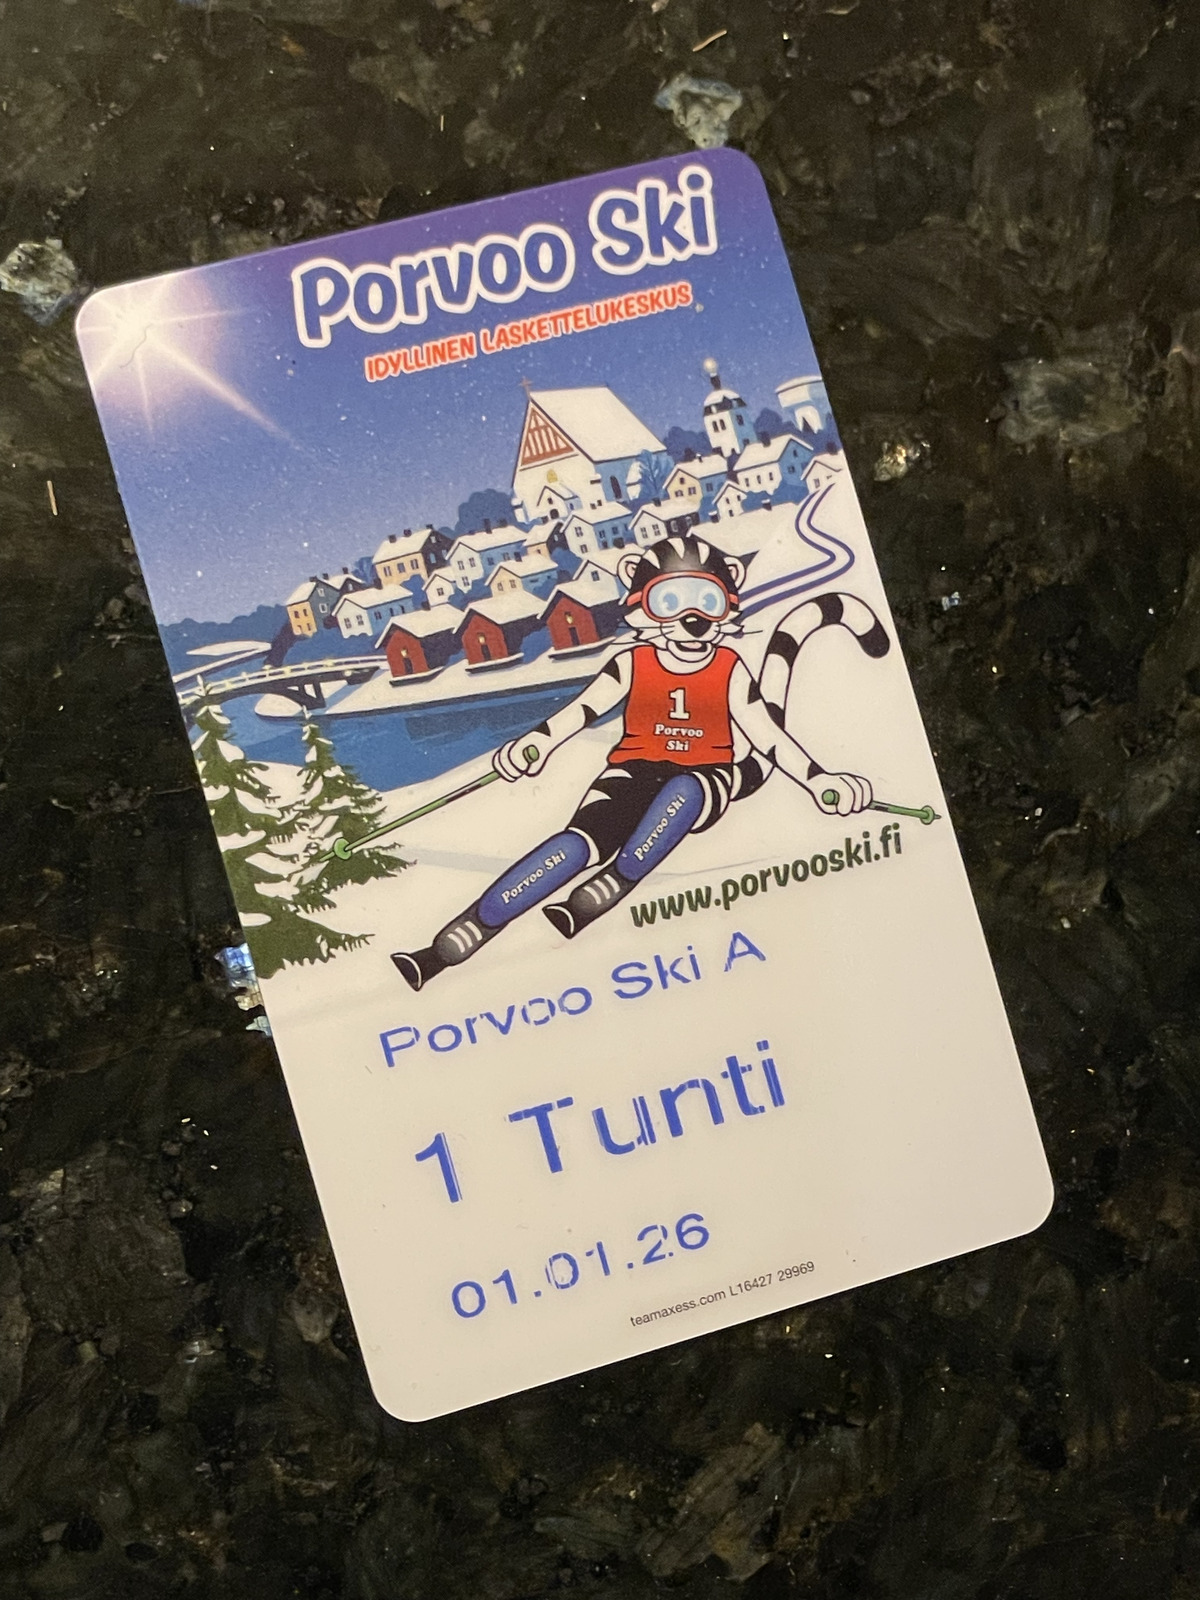 Porvoo Ski
IDYLLINEN LASKETTELUKESKUS
1
Porvoo
Ski
Porvoo Ski
Porvoo Ski
www.porvooski.fi
Porvoo Ski A
1 Tunti
01.01.26
teamaxess.com L16427 29969